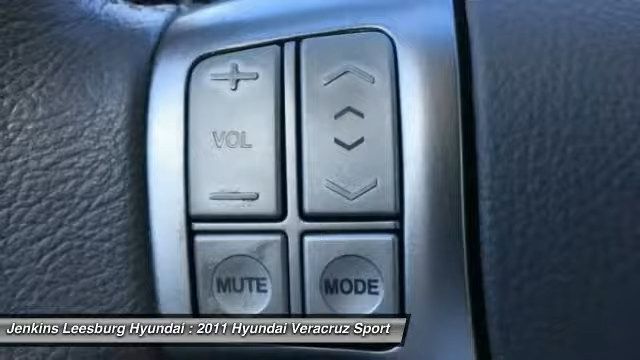 +
VOL
-
MUTE MODE
Jenkins Leesburg Hyundai : 2011 Hyundai Veracruz Sport